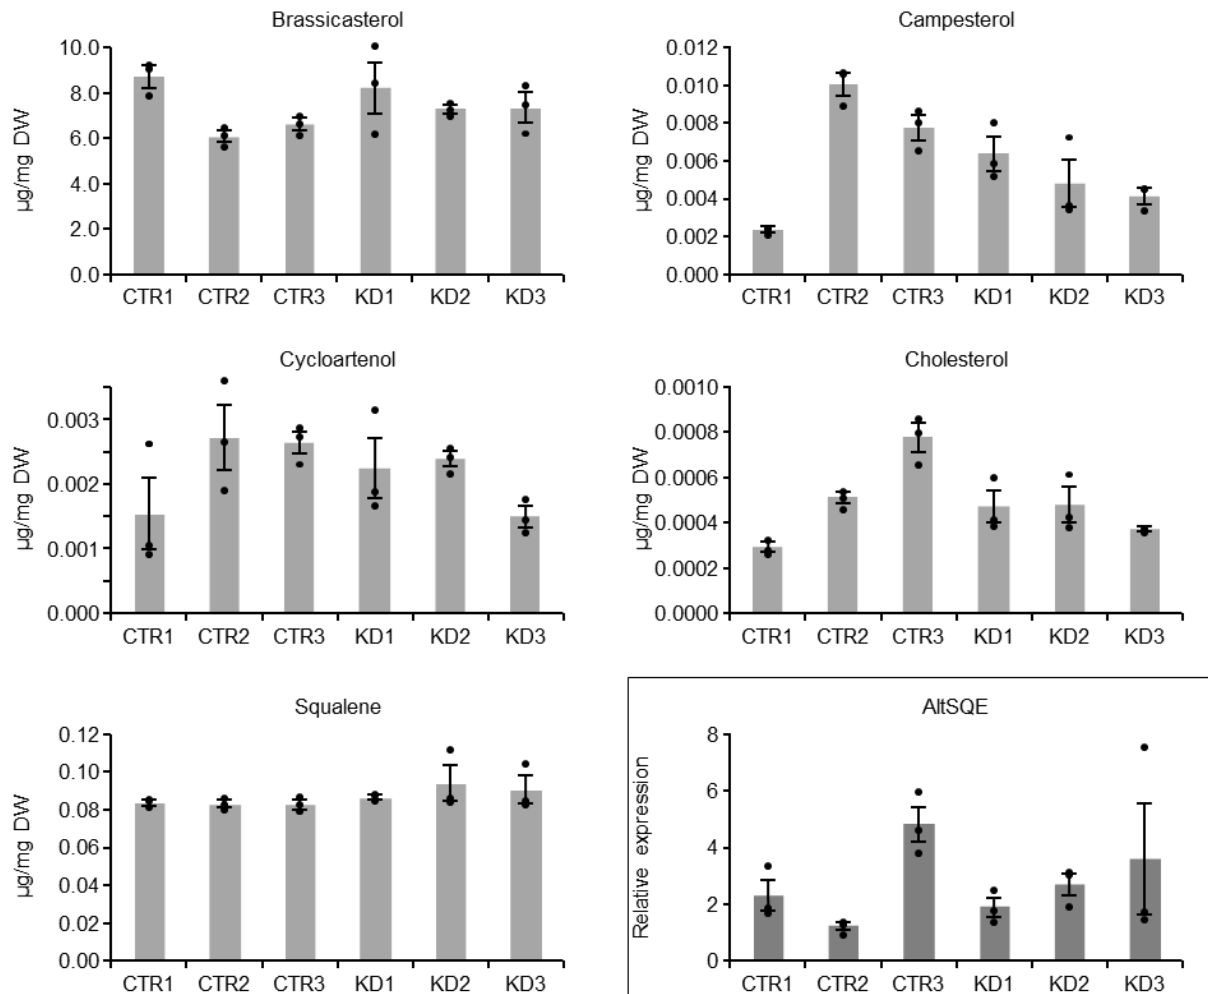 Brassicasterol
10.0
8.0
6.0
4.0
2.0
0.0
µg/mg DW
CTR1 CTR2 CTR3 KD1 KD2 KD3
Campesterol
0.012
0.010
0.008
0.006
0.004
0.002
0.000
µg/mg DW
CTR1 CTR2 CTR3 KD1 KD2 KD3
Cycloartenol
0.003
0.002
0.001
0.000
µg/mg DW
CTR1 CTR2 CTR3 KD1 KD2 KD3
Cholesterol
0.0010
0.0008
0.0006
0.0004
0.0002
0.0000
µg/mg DW
CTR1 CTR2 CTR3 KD1 KD2 KD3
Squalene
0.12
0.10
0.08
0.06
0.04
0.02
0.00
µg/mg DW
CTR1 CTR2 CTR3 KD1 KD2 KD3
AltSQE
8
6
4
2
0
Relative expression
CTR1 CTR2 CTR3 KD1 KD2 KD3